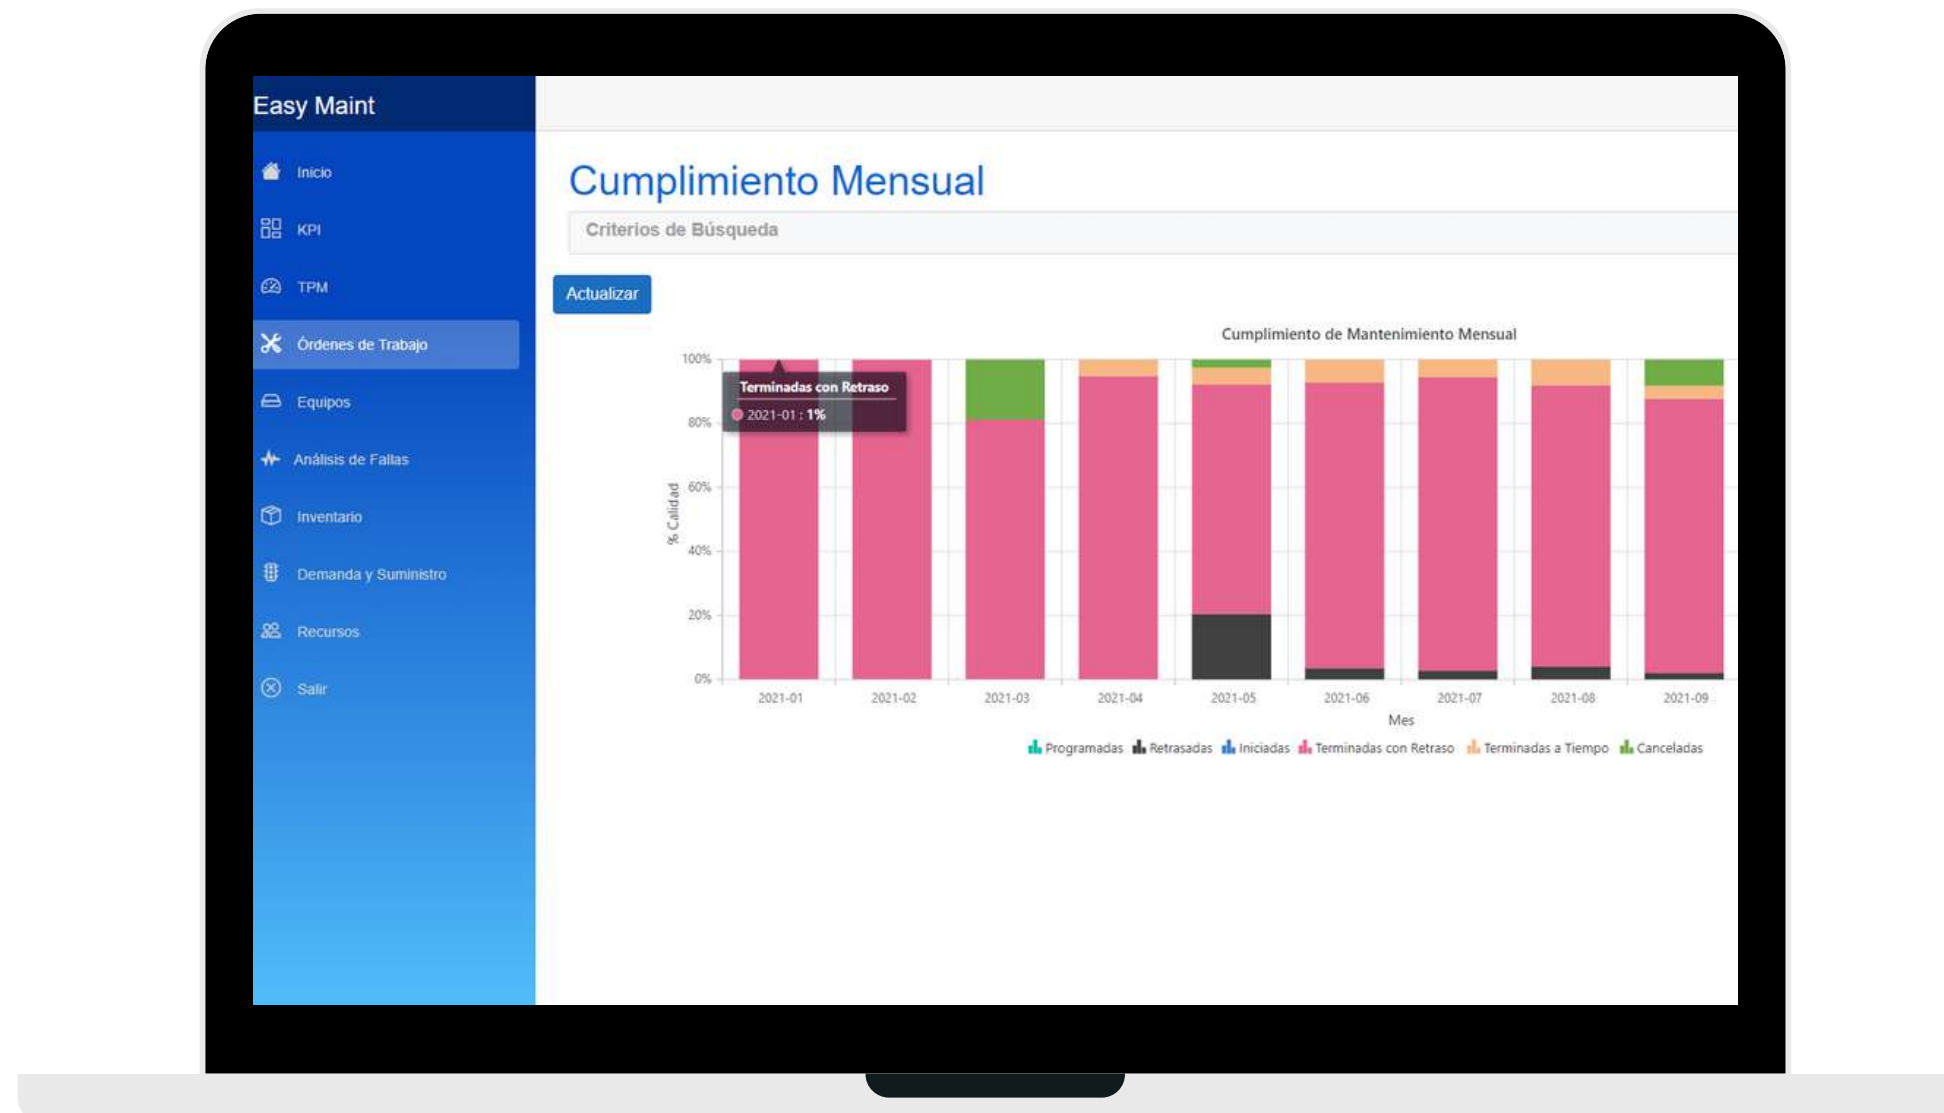 Easy Maint
Inicio
KPI
TPM
Órdenes de Trabajo
Equipos
Análisis de Fallas
Inventario
Demanda y Suministro
Recursos
Salir
Cumplimiento Mensual
Criterios de Búsqueda
Actualizar
Cumplimiento de Mantenimiento Mensual
100%
80%
60%
40%
20%
0%
% Calidad
Terminadas con Retraso
2021-01 : 1%
2021-01 2021-02 2021-03 2021-04 2021-05 2021-06 2021-07 2021-08 2021-09
Mes
Programadas Retrasadas Iniciadas Terminadas con Retraso Terminadas a Tiempo Canceladas